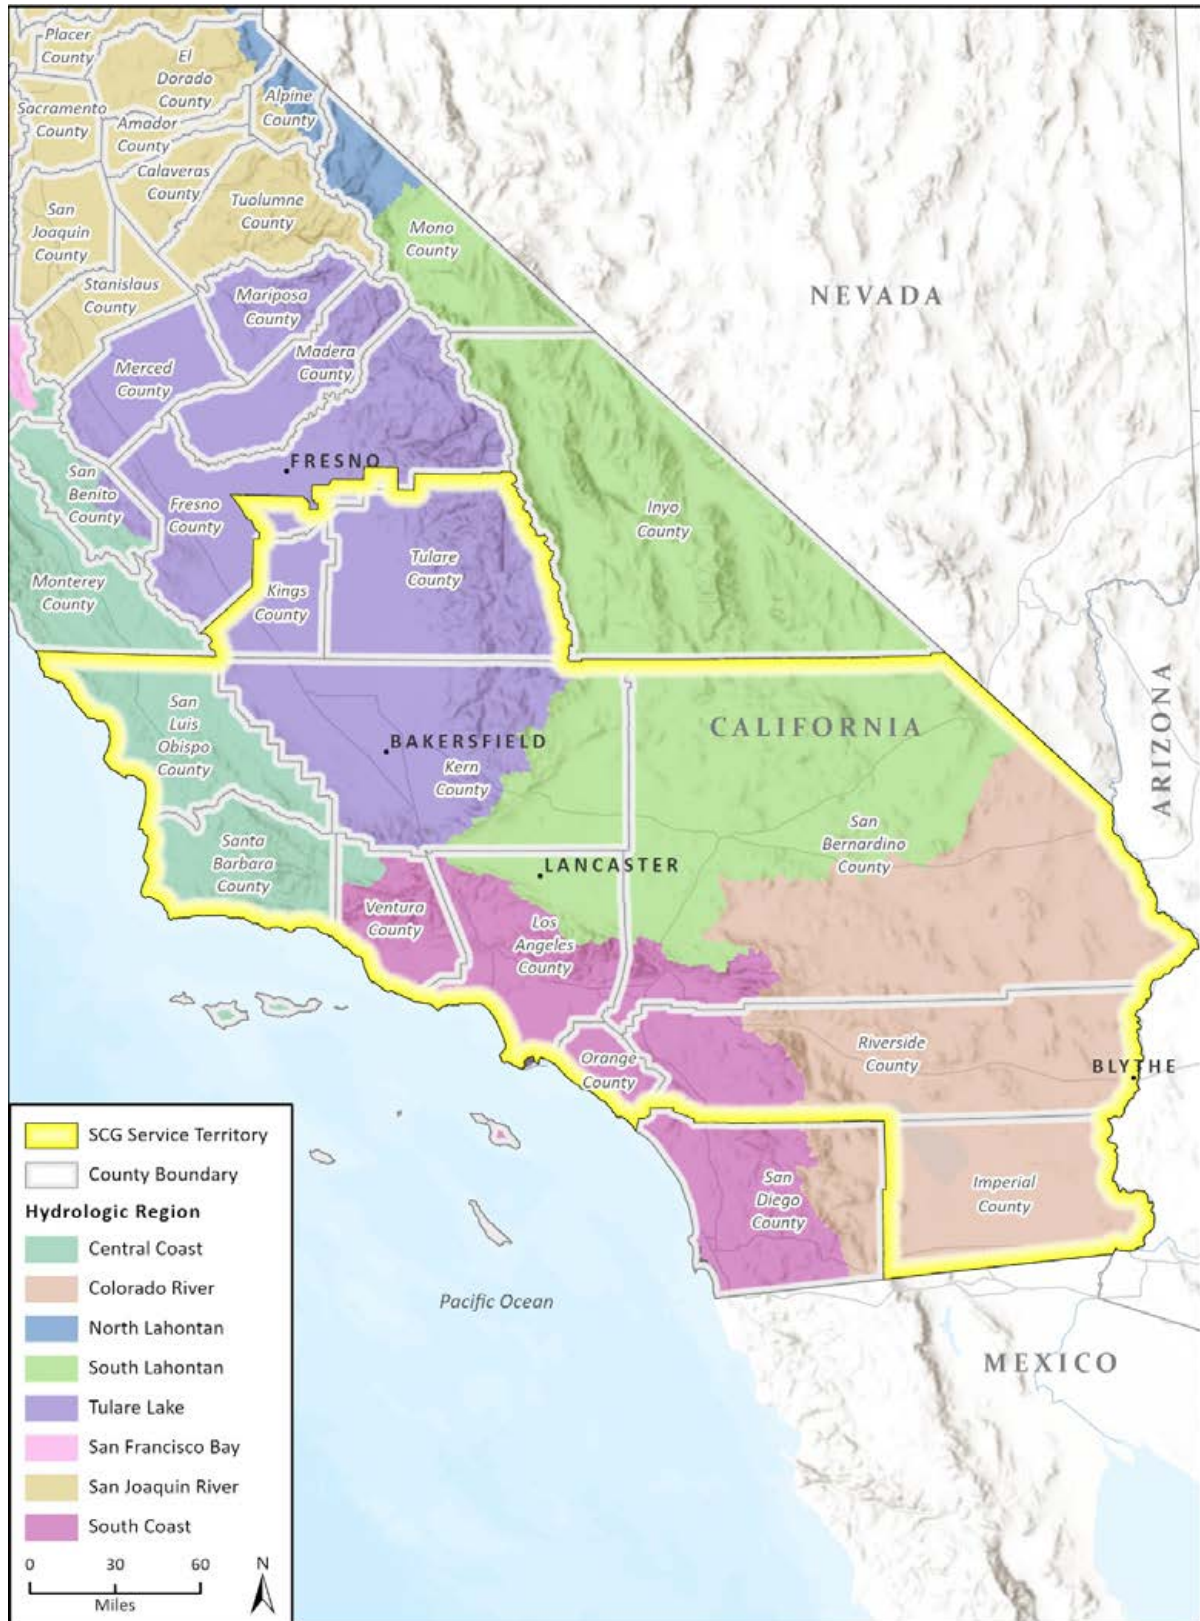 Placer
County
El
Dorado
County
Alpine
County
Sacramento
County
Amador
County
Calaveras
County
Tuolumne
County
San
Joaquin
County
Mono
County
Stanislaus
County
Mariposa
County
NEVADA
Madera
County
Merced
County
FRESNO
San
Benito
County
Fresno
County
Inyo
County
Tulare
County
Monterey
County
Kings
County
ARIZONA
San
Luis
Obispo
County
CALIFORNIA
BAKERSFIELD
Kern
County
San
Bernardino
County
Santa
Barbara
County
LANCASTER
Ventura
County
Los
Angeles
County
Orange
County
Riverside
County
BLYTHE
San
Diego
County
Imperial
County
Pacific Ocean
MEXICO
SCG Service Territory
County Boundary
Hydrologic Region
Central Coast
Colorado River
North Lahontan
South Lahontan
Tulare Lake
San Francisco Bay
San Joaquin River
South Coast
0 30 60
Miles
N